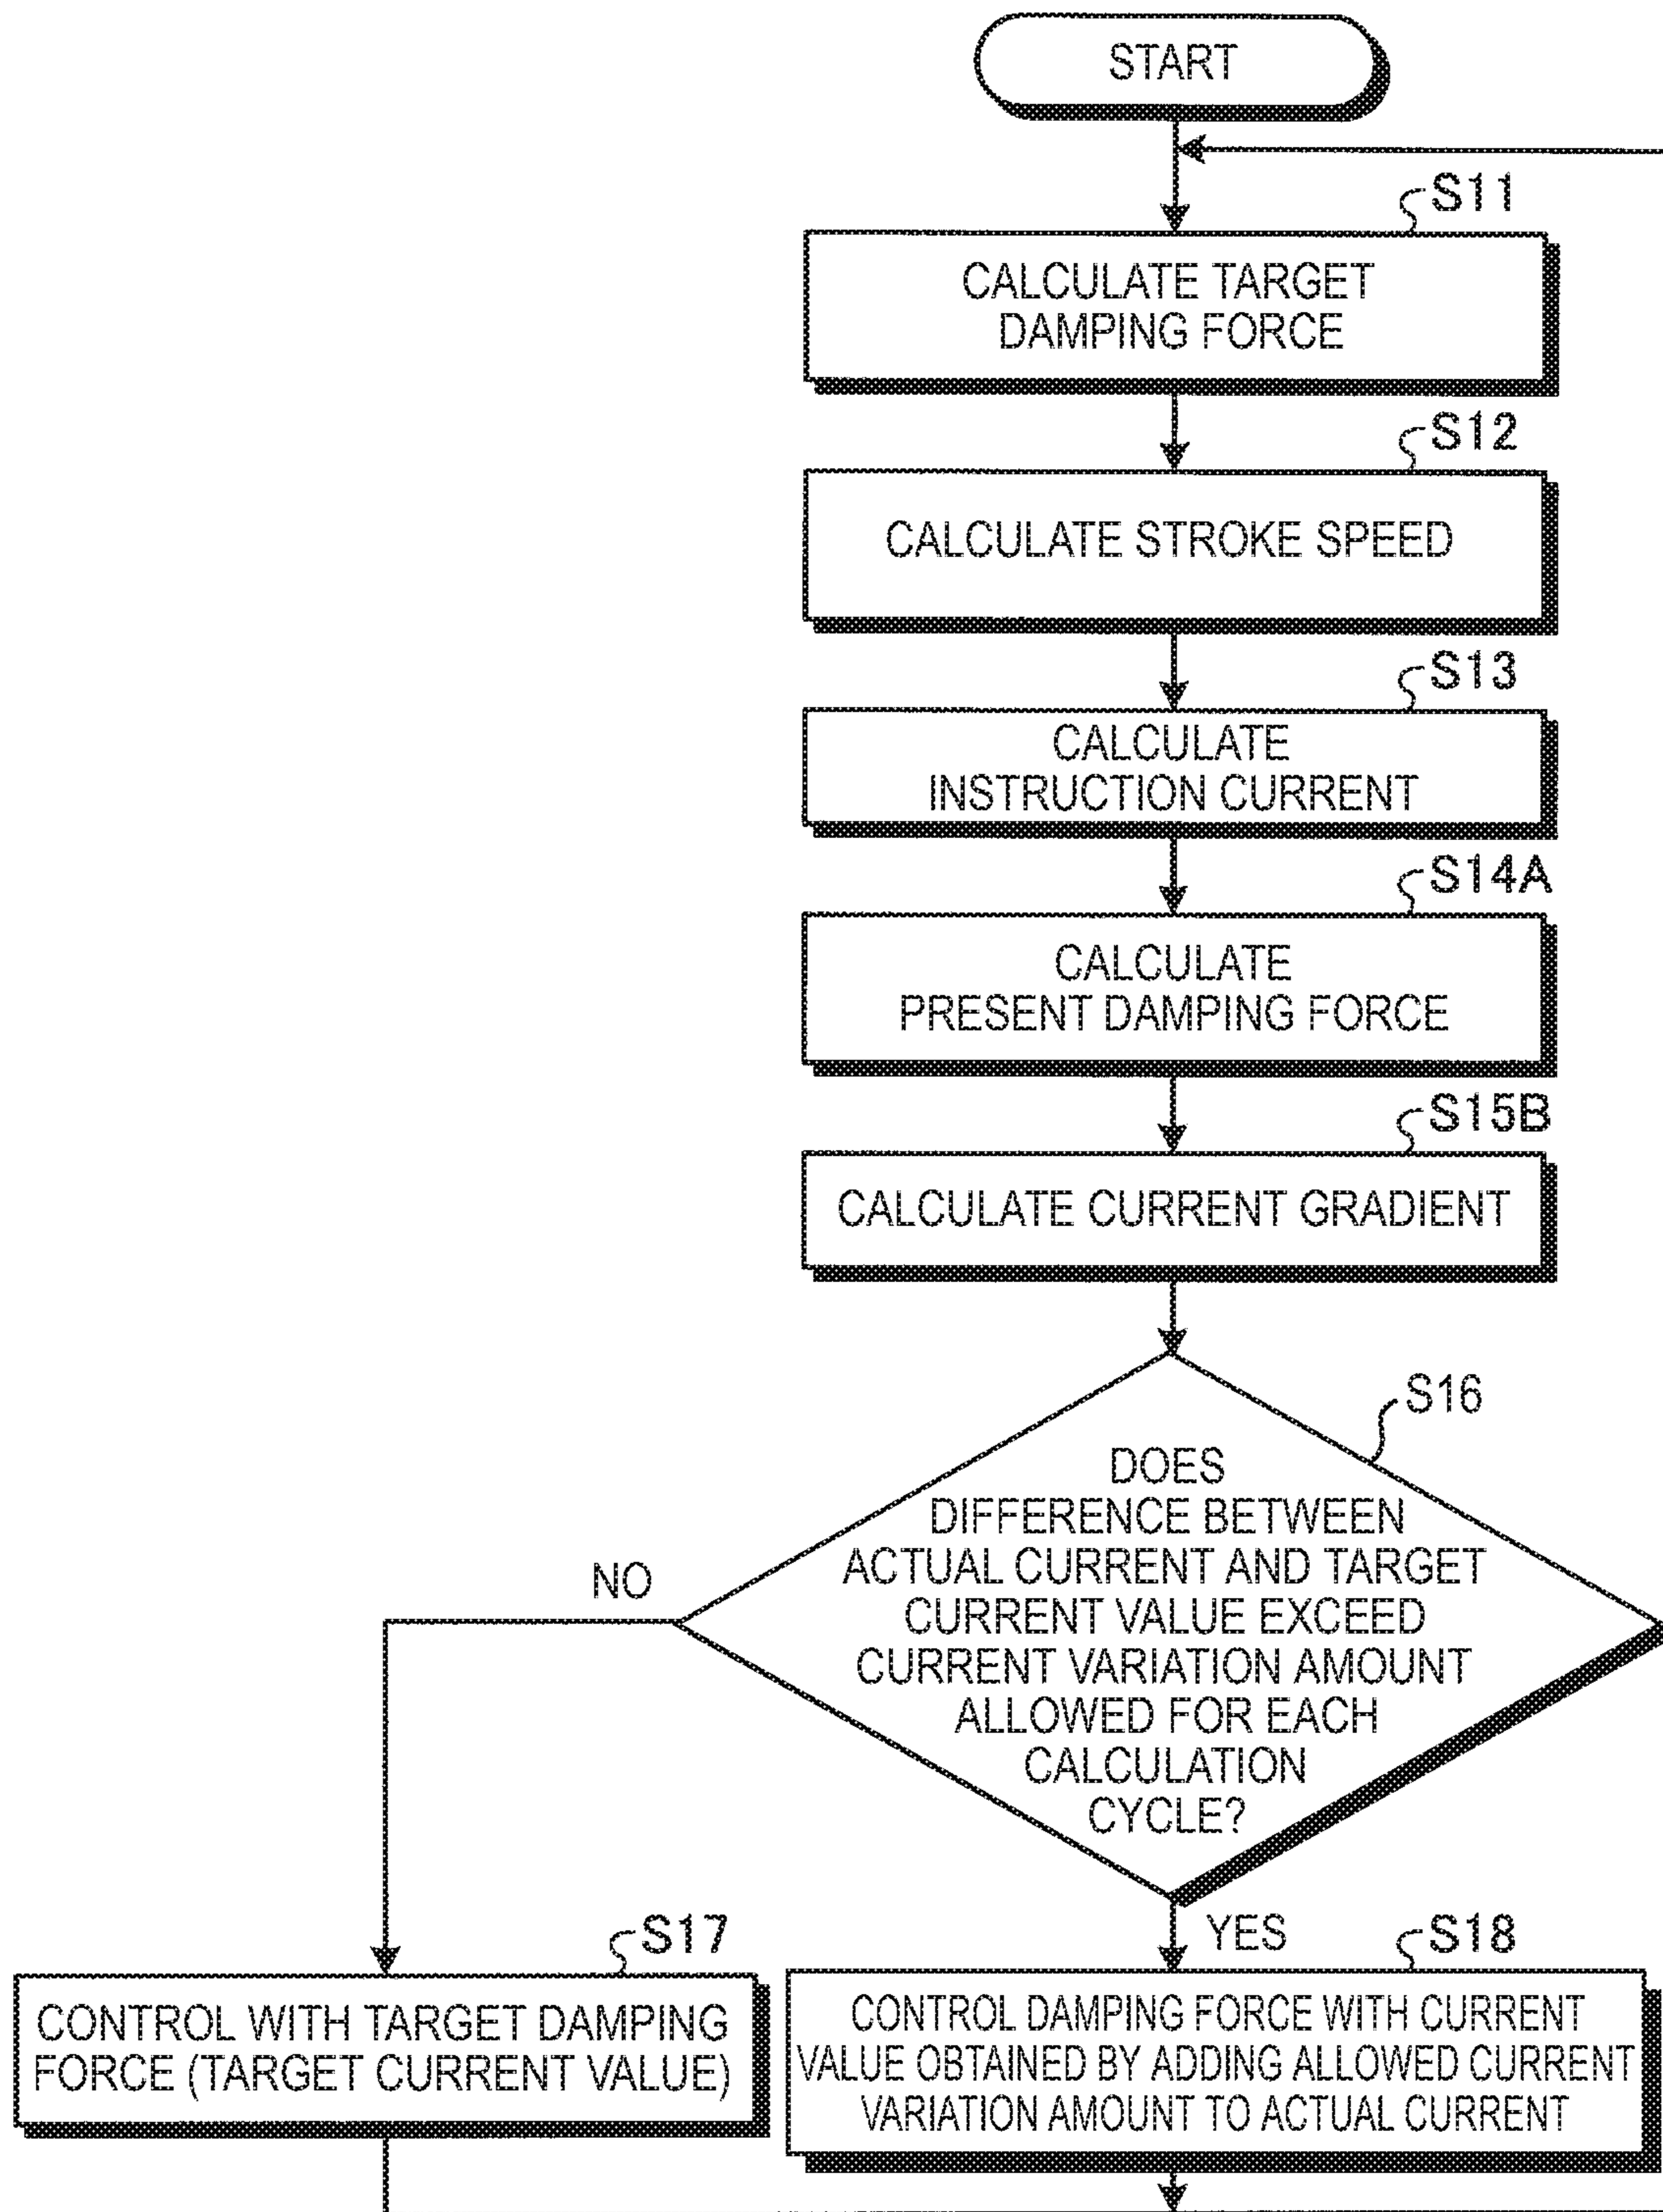 START
S11
CALCULATE TARGET
DAMPING FORCE
S12
CALCULATE STROKE SPEED
S13
CALCULATE
INSTRUCTION CURRENT
S14A
CALCULATE
PRESENT DAMPING FORCE
S15B
CALCULATE CURRENT GRADIENT
S16
DOES
DIFFERENCE BETWEEN
ACTUAL CURRENT AND TARGET
CURRENT VALUE EXCEED
CURRENT VARIATION AMOUNT
ALLOWED FOR EACH
CALCULATION
CYCLE?
NO
YES
S17
CONTROL WITH TARGET DAMPING
FORCE (TARGET CURRENT VALUE)
S18
CONTROL DAMPING FORCE WITH CURRENT
VALUE OBTAINED BY ADDING ALLOWED CURRENT
VARIATION AMOUNT TO ACTUAL CURRENT